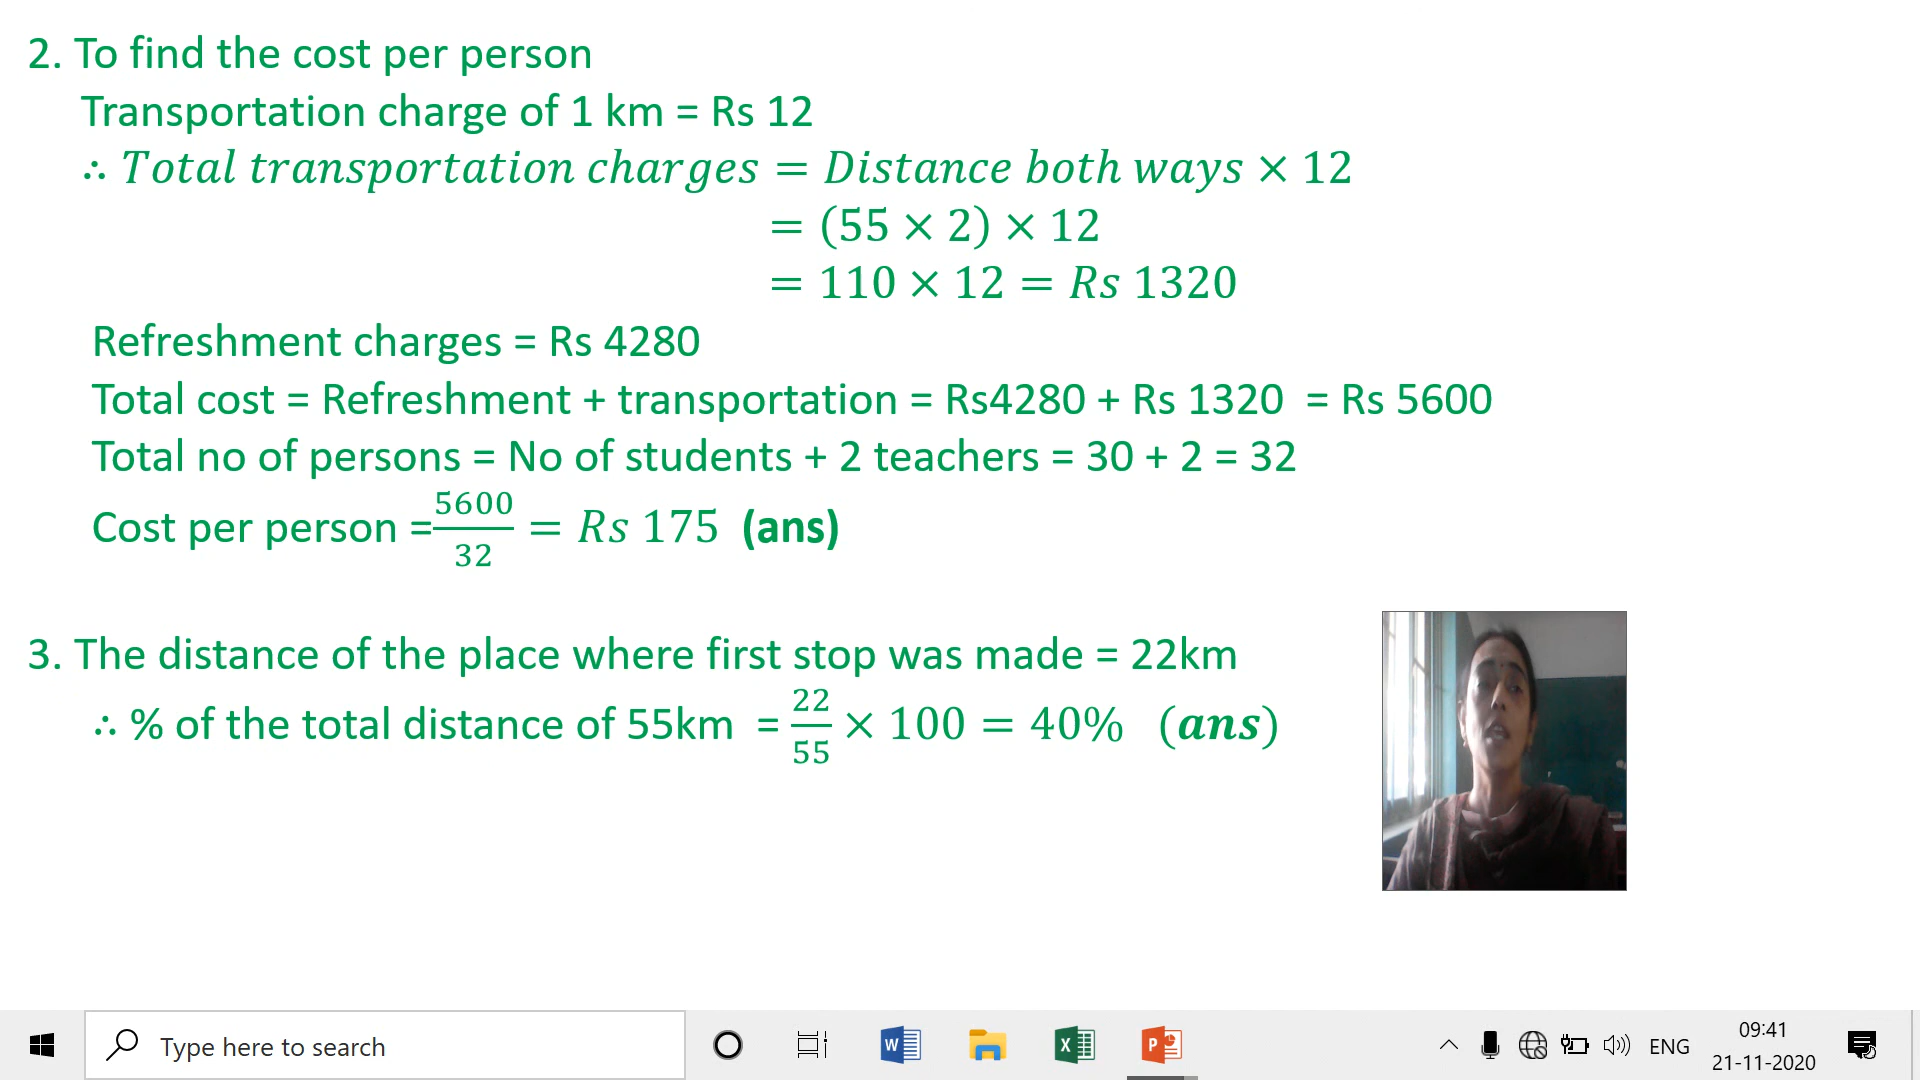 2. To find the cost per person
Transportation charge of 1 km = Rs 12
∴ Total transportation charges = Distance both ways × 12
= (55 × 2) × 12
= 110 × 12 = Rs 1320
Refreshment charges = Rs 4280
Total cost = Refreshment + transportation = Rs4280 + Rs 1320 = Rs 5600
Total no of persons = No of students + 2 teachers = 30 + 2 = 32
Cost per person = 5600/32 = Rs 175 (ans)
3. The distance of the place where first stop was made = 22km
∴ % of the total distance of 55km = 22/55 × 100 = 40% (ans)
Type here to search
ENG
09:41
21-11-2020